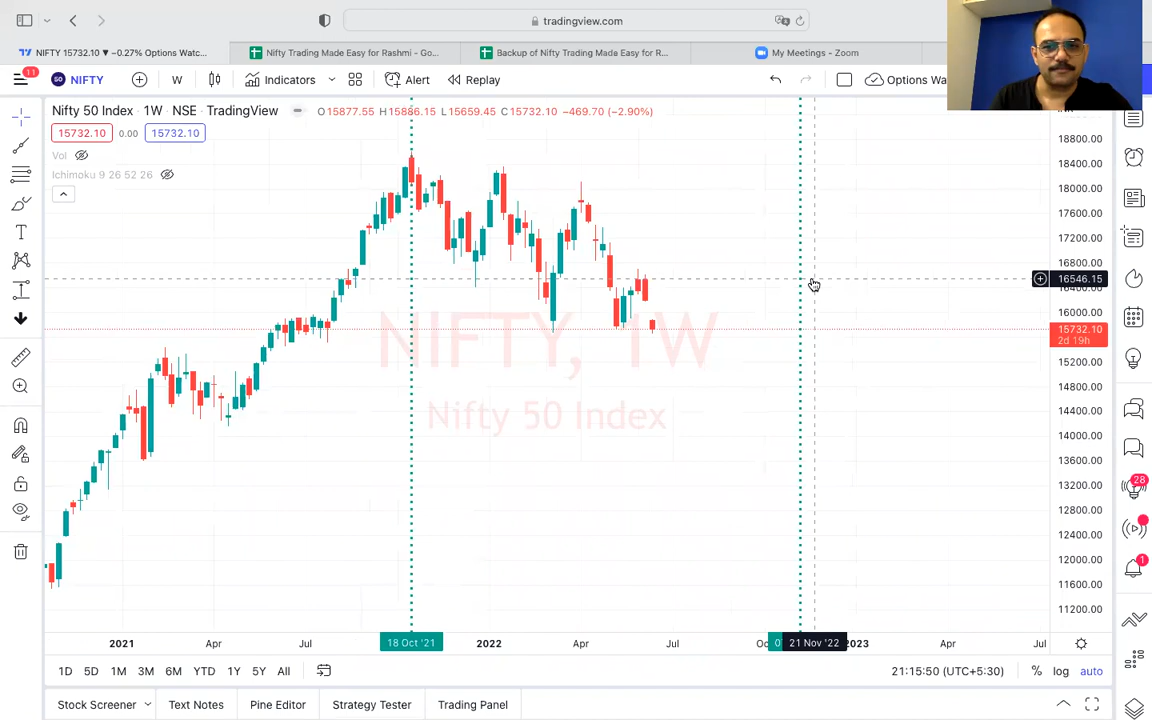 tradingview.com
NIFTY 15732.10 ▼ −0.27% Options Watc...
Nifty Trading Made Easy for Rashmi - Go...
Backup of Nifty Trading Made Easy for R...
My Meetings - Zoom
11
50
NIFTY
W
Indicators
Alert
Replay
Options Wa
Nifty 50 Index · 1W · NSE · TradingView
O15877.55 H15886.15 L15659.45 C15732.10 −469.70 (−2.90%)
15732.10
0.00
15732.10
Vol
Ichimoku 9 26 52 26
NIFTY, 1W
Nifty 50 Index
18800.00
18400.00
18000.00
17600.00
17200.00
16800.00
16546.15
16400.00
16000.00
15732.10
2d 19h
15200.00
14800.00
14400.00
14000.00
13600.00
13200.00
12800.00
12400.00
12000.00
11600.00
11200.00
28
1
2021
Apr
Jul
18 Oct '21
2022
Apr
Jul
21 Nov '22
2023
Apr
Jul
1D
5D
1M
3M
6M
YTD
1Y
5Y
All
21:15:50 (UTC+5:30)
%
log
auto
Stock Screener
Text Notes
Pine Editor
Strategy Tester
Trading Panel